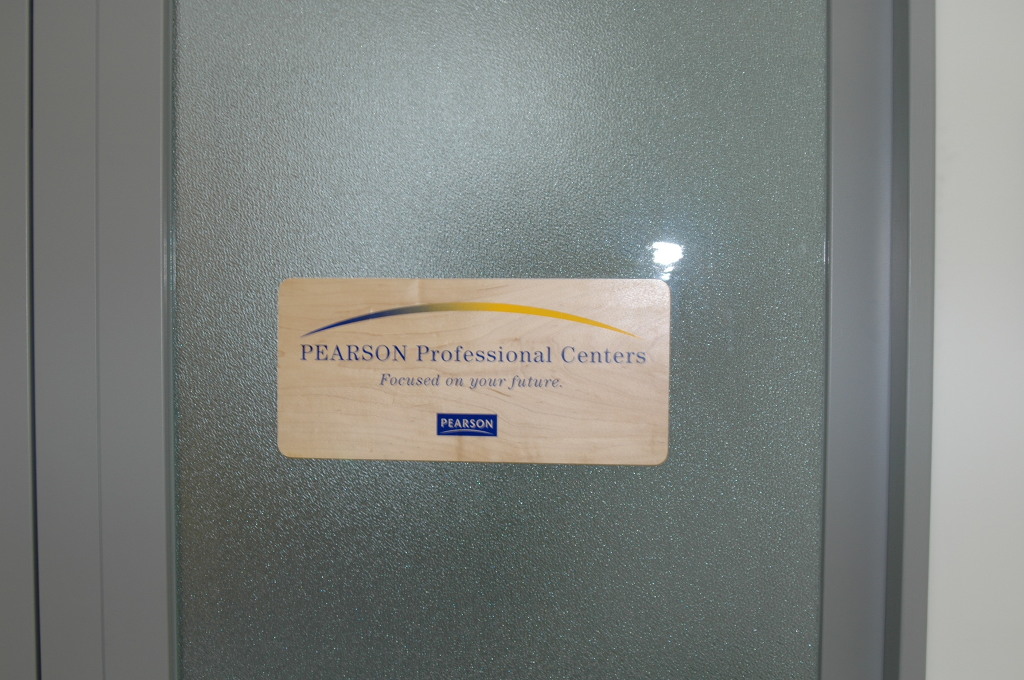 PEARSON Professional Centers
Focused on your future.
PEARSON